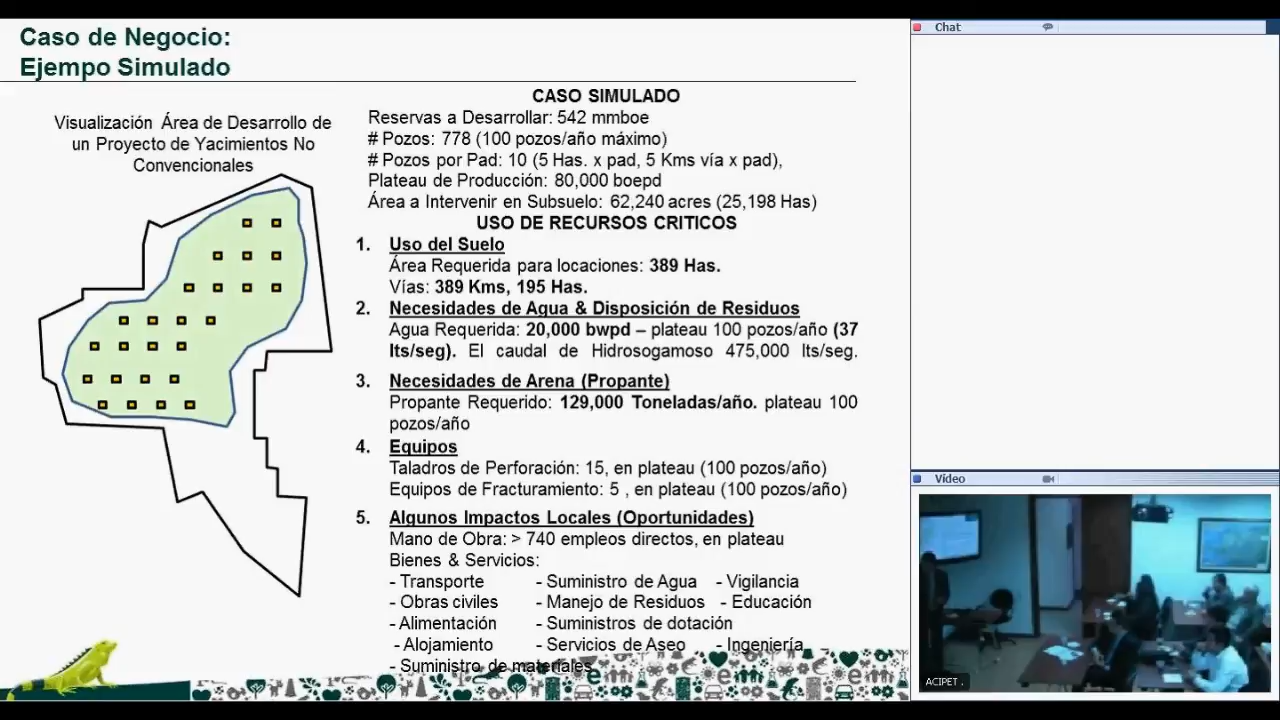 Caso de Negocio:
Ejempo Simulado
Visualización Área de Desarrollo de
un Proyecto de Yacimientos No
Convencionales
CASO SIMULADO
Reservas a Desarrollar: 542 mmboe
# Pozos: 778 (100 pozos/año máximo)
# Pozos por Pad: 10 (5 Has. x pad, 5 Kms vía x pad),
Plateau de Producción: 80,000 boepd
Área a Intervenir en Subsuelo: 62,240 acres (25,198 Has)
USO DE RECURSOS CRITICOS
1. Uso del Suelo
Área Requerida para locaciones: 389 Has.
Vías: 389 Kms, 195 Has.
2. Necesidades de Agua & Disposición de Residuos
Agua Requerida: 20,000 bwpd – plateau 100 pozos/año (37
lts/seg). El caudal de Hidrosogamoso 475,000 lts/seg.
3. Necesidades de Arena (Propante)
Propante Requerido: 129,000 Toneladas/año. plateau 100
pozos/año
4. Equipos
Taladros de Perforación: 15, en plateau (100 pozos/año)
Equipos de Fracturamiento: 5 , en plateau (100 pozos/año)
5. Algunos Impactos Locales (Oportunidades)
Mano de Obra: > 740 empleos directos, en plateau
Bienes & Servicios:
- Transporte - Suministro de Agua - Vigilancia
- Obras civiles - Manejo de Residuos - Educación
- Alimentación - Suministros de dotación
- Alojamiento - Servicios de Aseo - Ingeniería
- Suministro de materiales
Chat
Vídeo
ACIPET .